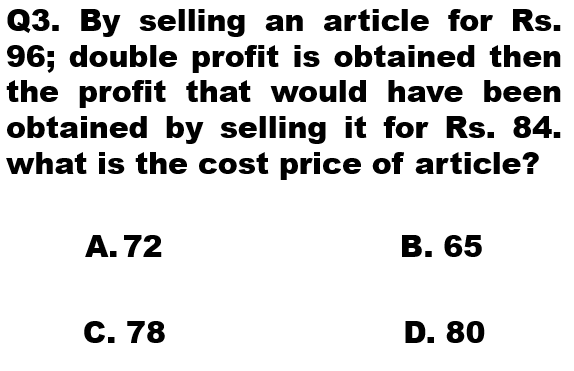 Q3. By selling an article for Rs.
96; double profit is obtained then
the profit that would have been
obtained by selling it for Rs. 84.
what is the cost price of article?
A. 72 B. 65
C. 78 D. 80